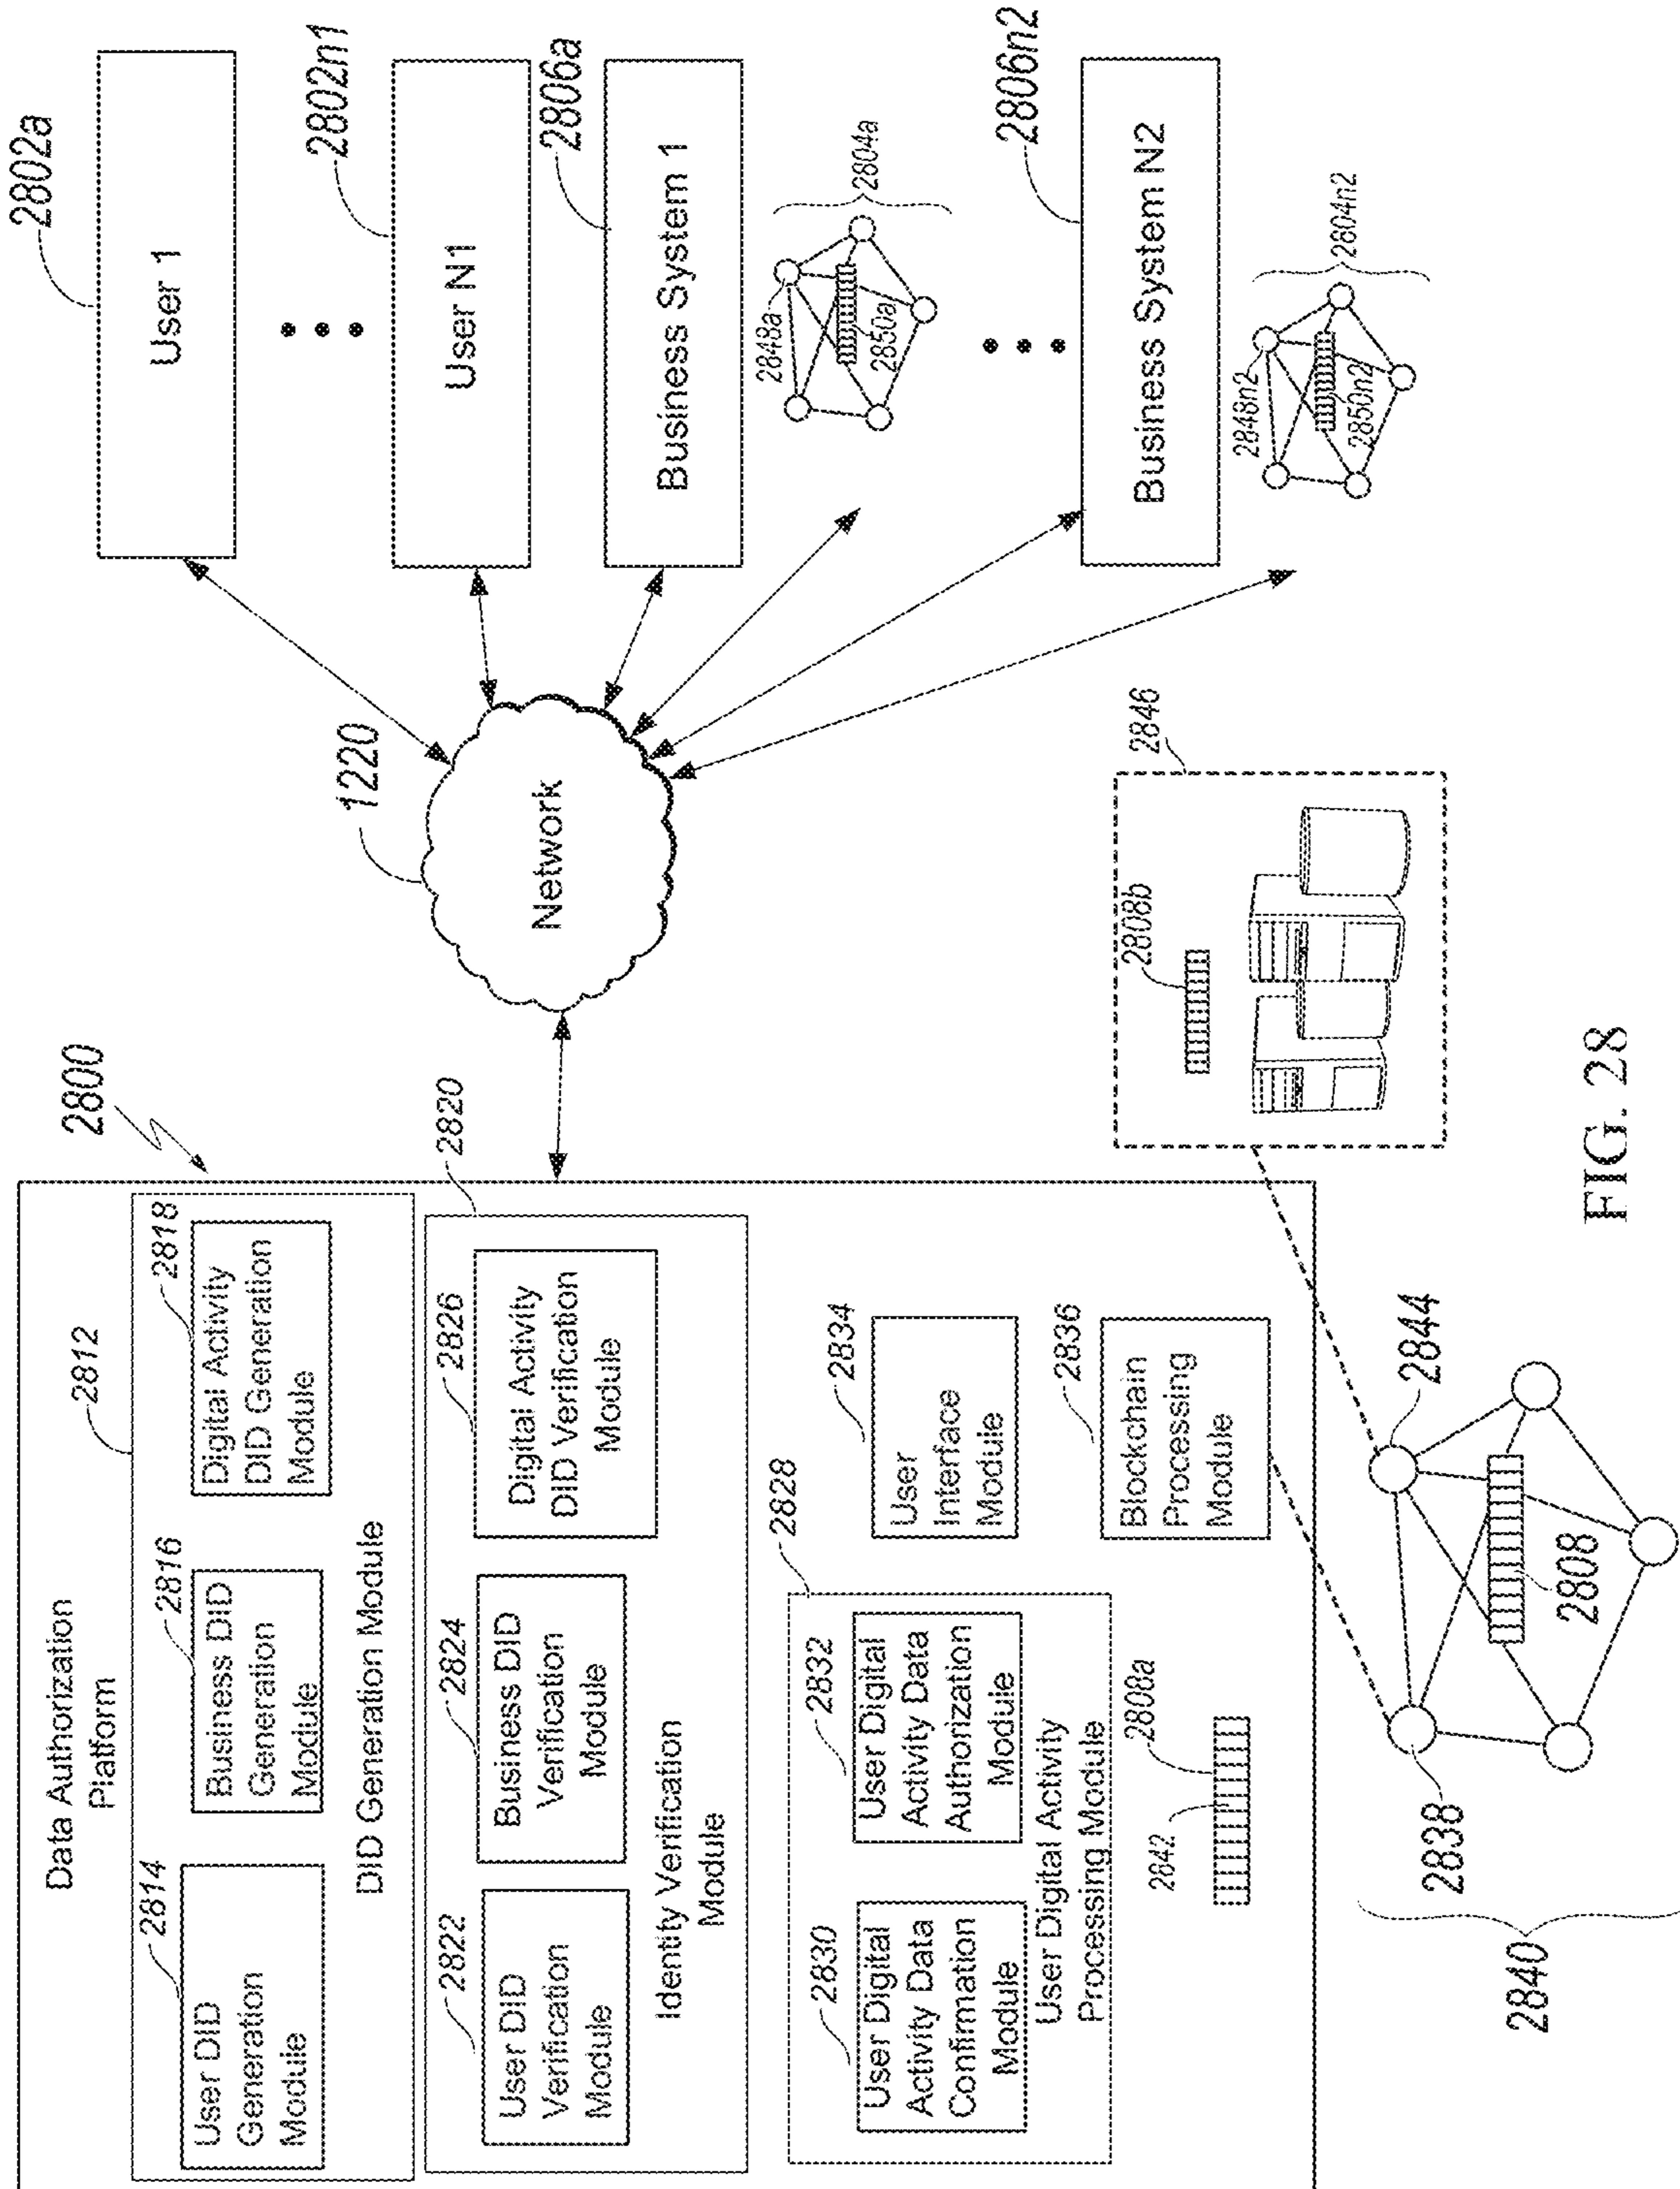 2800
Data Authorization
Platform
2812
2814
User DID
Generation
Module
2816
Business DID
Generation
Module
2818
Digital Activity
DID Generation
Module
DID Generation Module
2820
2822
User DID
Verification
Module
2824
Business DID
Verification
Module
2826
Digital Activity
DID Verification
Module
Identity Verification
Module
2828
2830
User Digital
Activity Data
Confirmation
Module
2832
User Digital
Activity Data
Authorization
Module
User Digital Activity
Processing Module
2834
User
Interface
Module
2836
Blockchain
Processing
Module
2842
2808a
2840
2838
2808
2844
2846
2808b
1220
Network
2802a
User 1
2802n1
User N1
2806a
Business System 1
2848a
2850a
2804a
2806n2
Business System N2
2848n2
2850n2
2804n2
FIG. 28